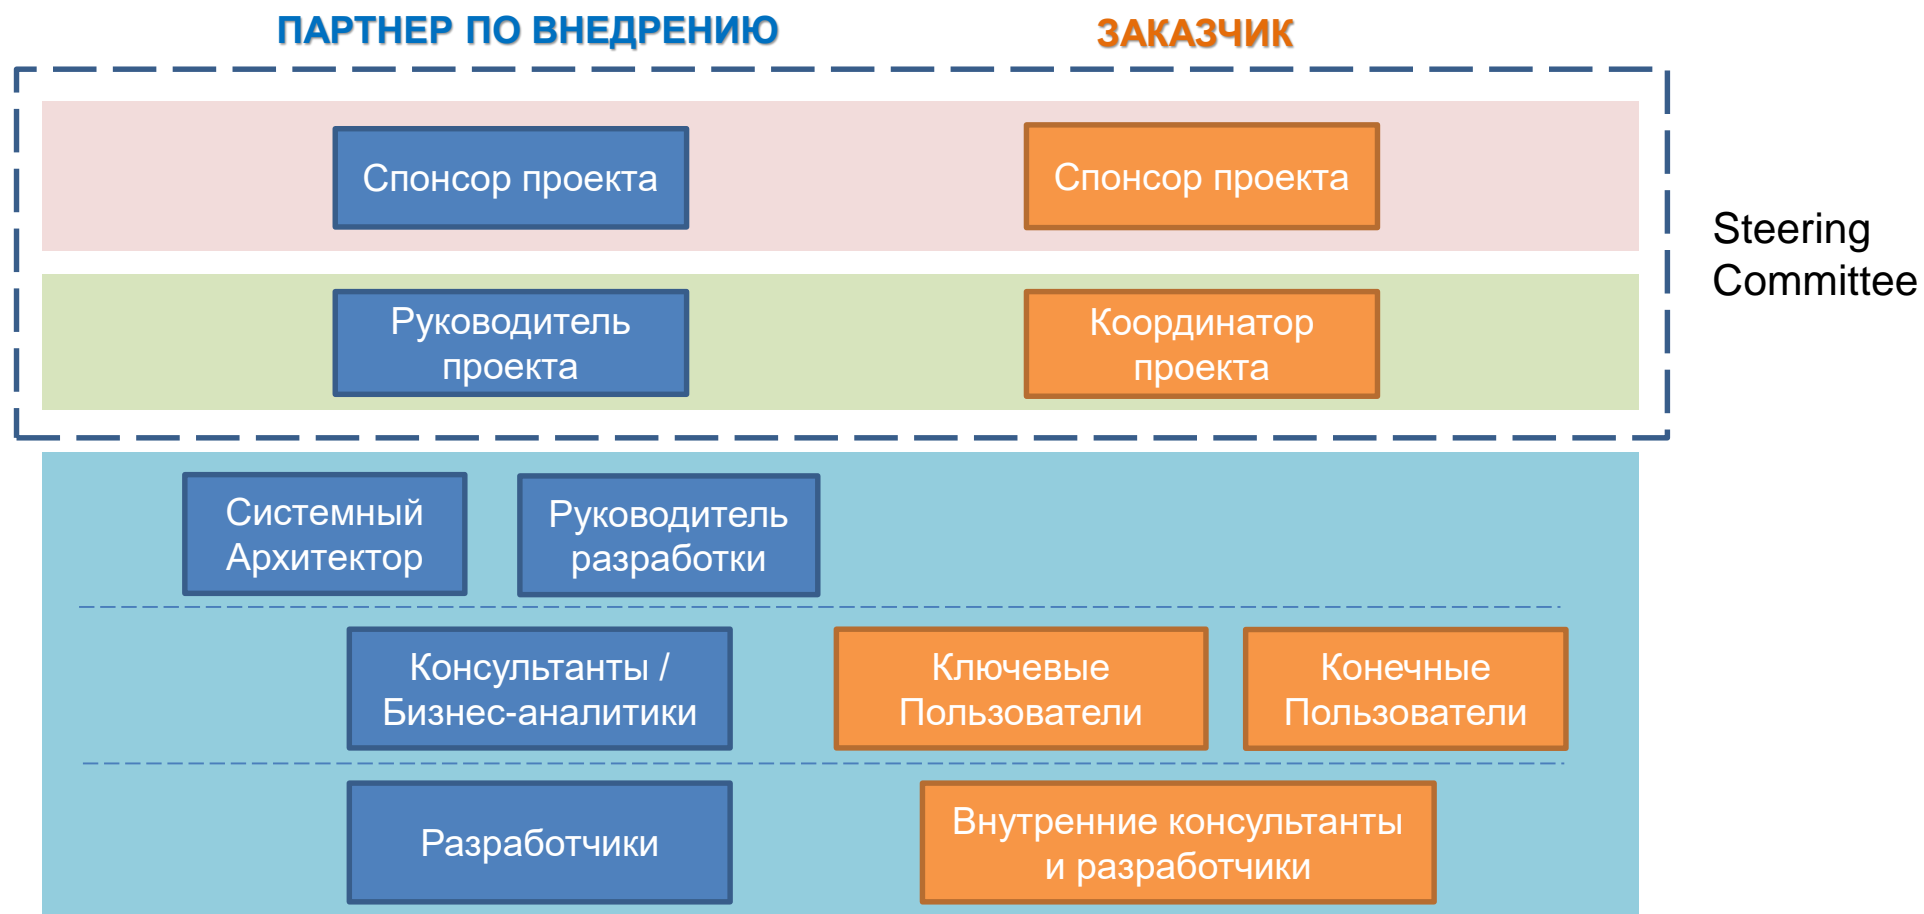 ПАРТНЕР ПО ВНЕДРЕНИЮ
ЗАКАЗЧИК
Спонсор проекта
Спонсор проекта
Steering
Committee
Руководитель
проекта
Координатор
проекта
Системный
Архитектор
Руководитель
разработки
Консультанты /
Бизнес-аналитики
Ключевые
Пользователи
Конечные
Пользователи
Разработчики
Внутренние консультанты
и разработчики